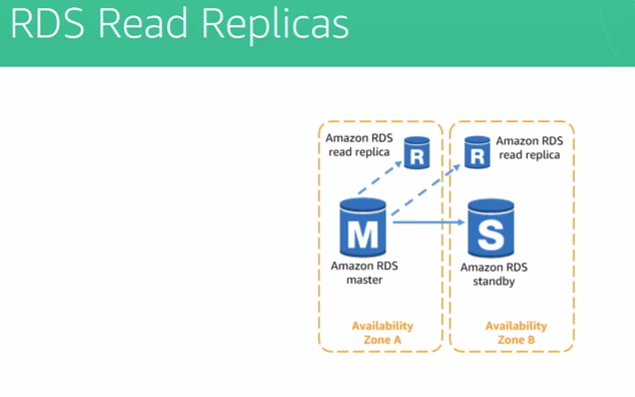 RDS Read Replicas
Amazon RDS
read replica
R
R
Amazon RDS
read replica
M
S
Amazon RDS
master
Amazon RDS
standby
Availability
Zone A
Availability
Zone B